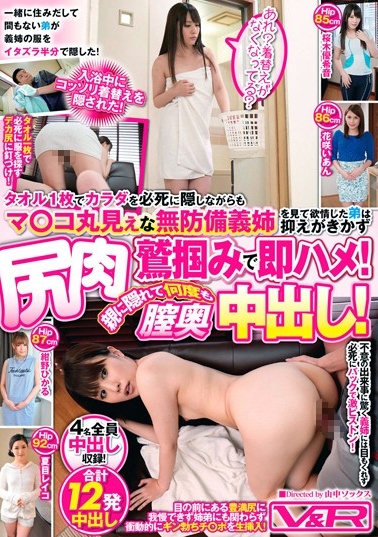 一緒に住みだして
間もない弟が
義姉の服を
イタズラ半分で隠した!
入浴中に
コッソリ着替えを
隠された!
あれ?着替えが
なくなってる?
Hip
85cm
桜木優希音
Hip
86cm
花咲いあん
タオル一枚で
必死に服を探す
デカ尻に釘づけ!
タオル1枚でカラダを必死に隠しながらも
マ〇コ丸見えな無防備義姉を見て欲情した弟は
抑えがきかず
尻肉鷲掴みで即ハメ!
親に隠れて何度も膣奥中出し!
Hip
87cm
紺野ひかる
Hip
92cm
夏目レイコ
4名全員
中出し
収録!
合計
12発
中出し
不意の出来事に驚く義姉には目もくれず
必死にバックで激ピストン!
目の前にある豊満尻に
我慢できず姉弟にも関わらず
衝動的にギン勃ちチ〇ポを生挿入!
■Directed by 山中ソックス
V&R